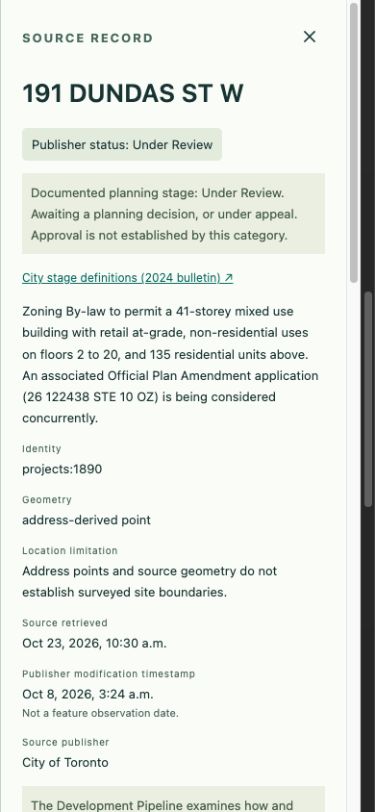 SOURCE RECORD
191 DUNDAS ST W
Publisher status: Under Review
Documented planning stage: Under Review.
Awaiting a planning decision, or under appeal.
Approval is not established by this category.
City stage definitions (2024 bulletin) ↗
Zoning By-law to permit a 41-storey mixed use
building with retail at-grade, non-residential uses
on floors 2 to 20, and 135 residential units above.
An associated Official Plan Amendment application
(26 122438 STE 10 OZ) is being considered
concurrently.
Identity
projects:1890
Geometry
address-derived point
Location limitation
Address points and source geometry do not
establish surveyed site boundaries.
Source retrieved
Oct 23, 2026, 10:30 a.m.
Publisher modification timestamp
Oct 8, 2026, 3:24 a.m.
Not a feature observation date.
Source publisher
City of Toronto
The Development Pipeline examines how and